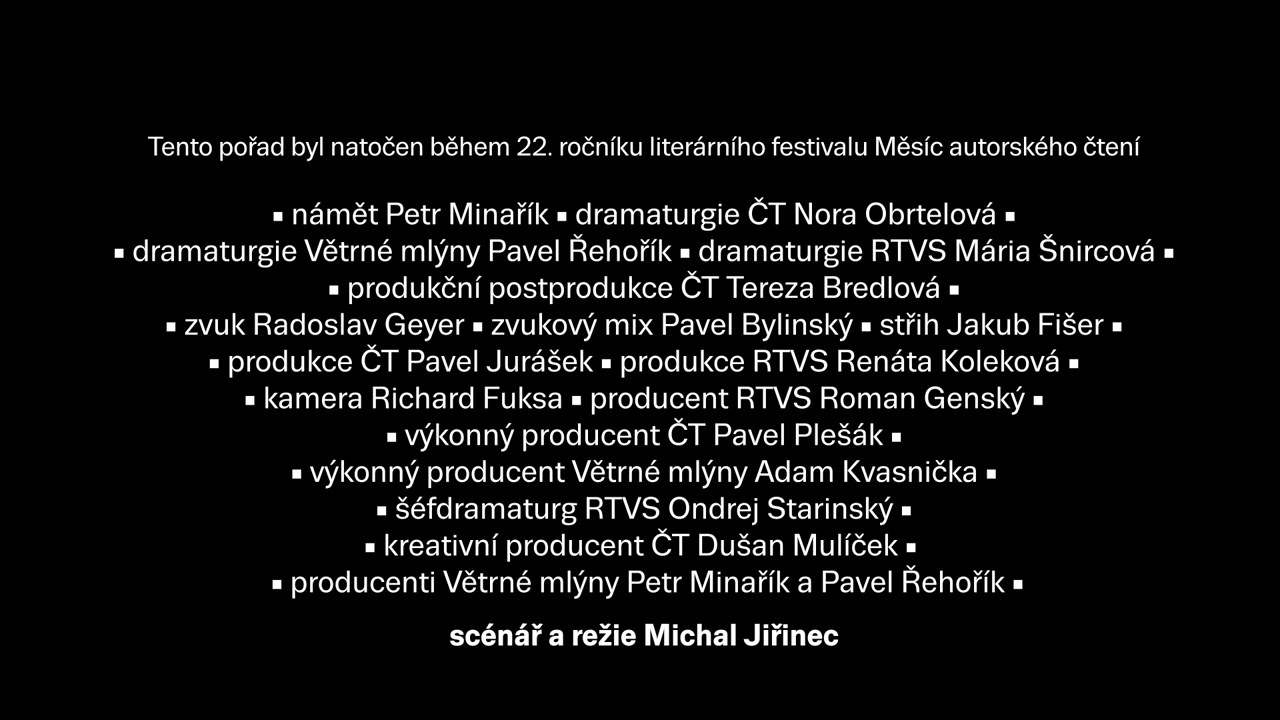 Tento pořad byl natočen během 22. ročníku literárního festivalu Měsíc autorského čtení
▪ námět Petr Minařík ▪ dramaturgie ČT Nora Obrtelová ▪
▪ dramaturgie Větrné mlýny Pavel Řehořík ▪ dramaturgie RTVS Mária Šnircová ▪
▪ produkční postprodukce ČT Tereza Bredlová ▪
▪ zvuk Radoslav Geyer ▪ zvukový mix Pavel Bylinský ▪ střih Jakub Fišer ▪
▪ produkce ČT Pavel Jurášek ▪ produkce RTVS Renáta Koleková ▪
▪ kamera Richard Fuksa ▪ producent RTVS Roman Genský ▪
▪ výkonný producent ČT Pavel Plešák ▪
▪ výkonný producent Větrné mlýny Adam Kvasnička ▪
▪ šéfdramaturg RTVS Ondrej Starinský ▪
▪ kreativní producent ČT Dušan Mulíček ▪
▪ producenti Větrné mlýny Petr Minařík a Pavel Řehořík ▪
scénář a režie Michal Jiřinec